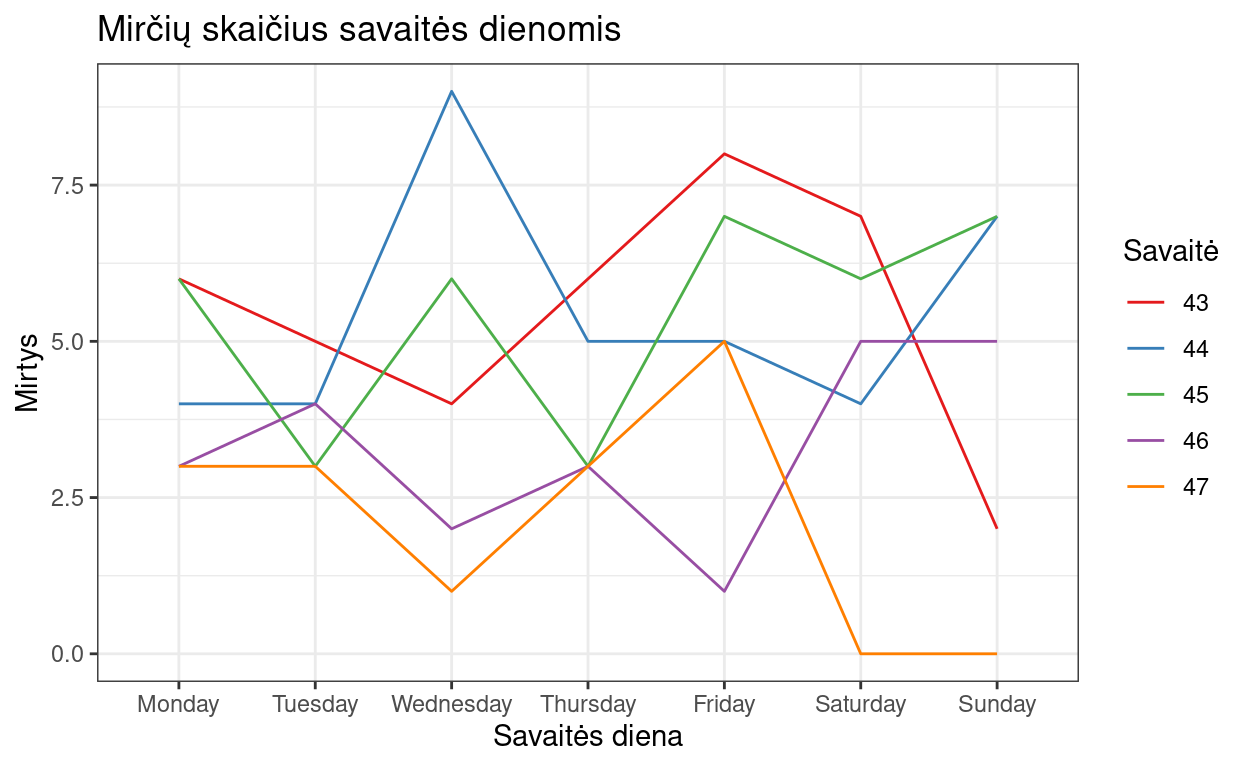 Mirčių skaičius savaitės dienomis
Mirtys
7.5
5.0
2.5
0.0
Monday Tuesday Wednesday Thursday Friday Saturday Sunday
Savaitės diena
Savaitė
43
44
45
46
47